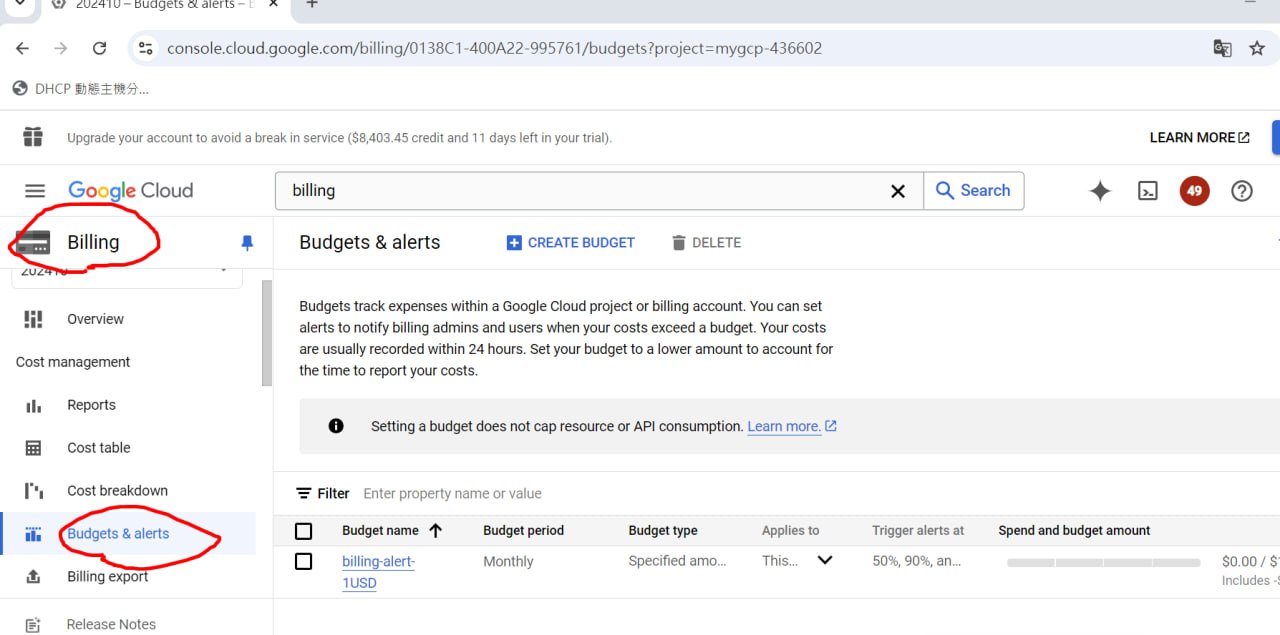 202410 – Budgets & alerts –
console.cloud.google.com/billing/0138C1-400A22-995761/budgets?project=mygcp-436602
DHCP 動態主機分...
Upgrade your account to avoid a break in service ($8,403.45 credit and 11 days left in your trial).
LEARN MORE
Google Cloud
billing
Search
49
Billing
Budgets & alerts
CREATE BUDGET
DELETE
202410
Overview
Cost management
Reports
Cost table
Cost breakdown
Budgets & alerts
Billing export
Release Notes
Budgets track expenses within a Google Cloud project or billing account. You can set
alerts to notify billing admins and users when your costs exceed a budget. Your costs
are usually recorded within 24 hours. Set your budget to a lower amount to account for
the time to report your costs.
Setting a budget does not cap resource or API consumption. Learn more.
Filter Enter property name or value
Budget name Budget period Budget type Applies to Trigger alerts at Spend and budget amount
billing-alert-
1USD
Monthly
Specified amo...
This...
50%, 90%, an...
$0.00 /
Includes